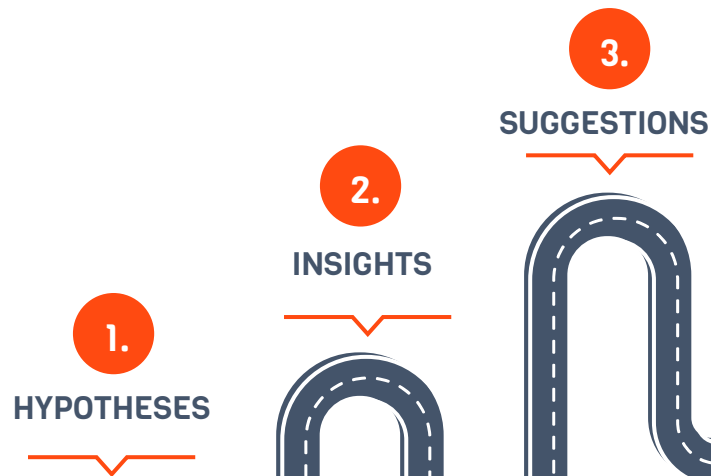 1.
HYPOTHESES
2.
INSIGHTS
3.
SUGGESTIONS